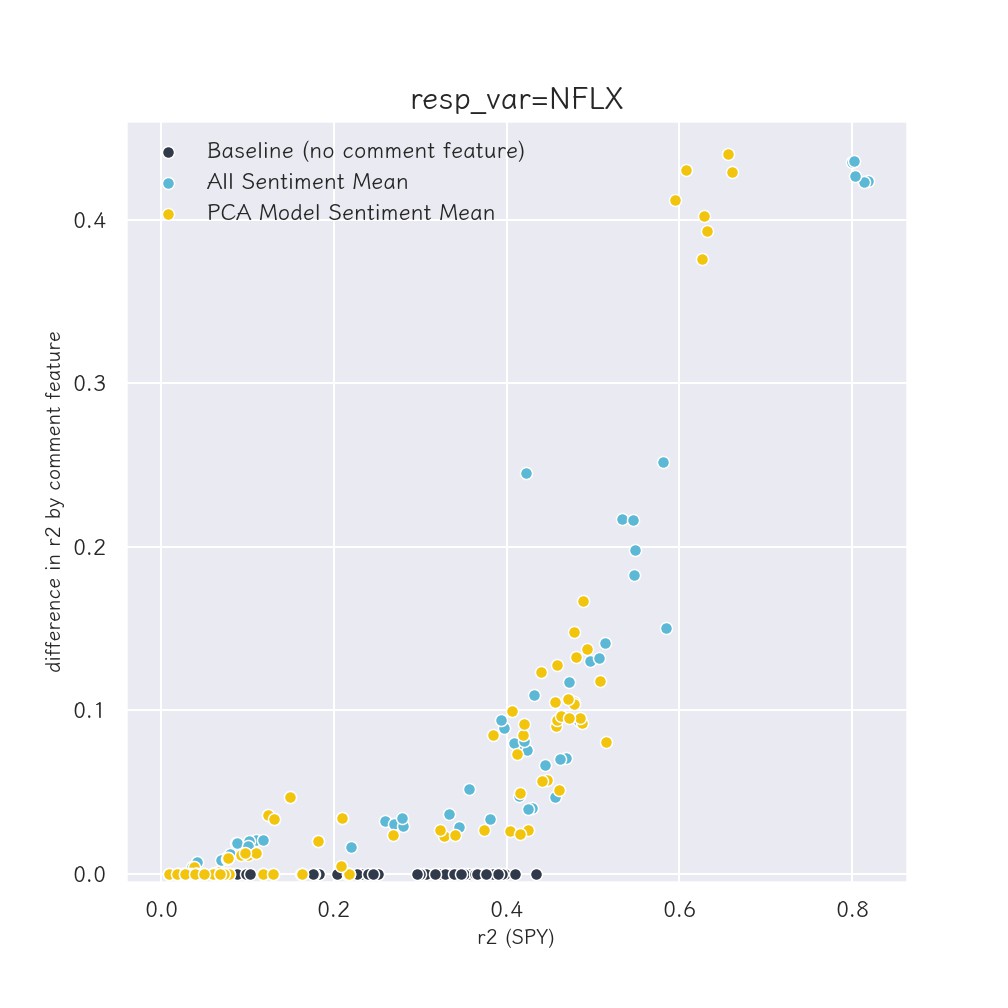 resp_var=NFLX
Baseline (no comment feature)
All Sentiment Mean
PCA Model Sentiment Mean
difference in r2 by comment feature
0.4
0.3
0.2
0.1
0.0
0.0 0.2 0.4 0.6 0.8
r2 (SPY)